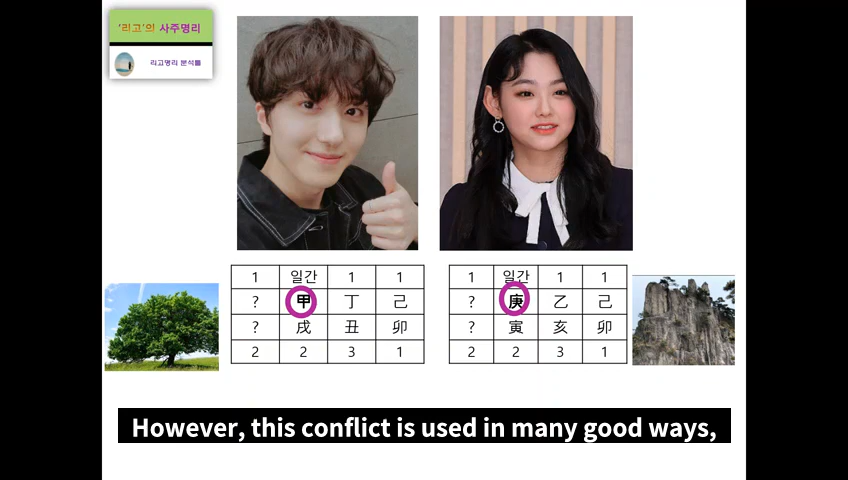 '리고'의 사주명리
리고명리 분석틀
1 일간 1 1
? 甲 丁 己
? 戌 丑 卯
2 2 3 1
1 일간 1 1
? 庚 乙 己
? 寅 亥 卯
2 2 3 1
However, this conflict is used in many good ways,